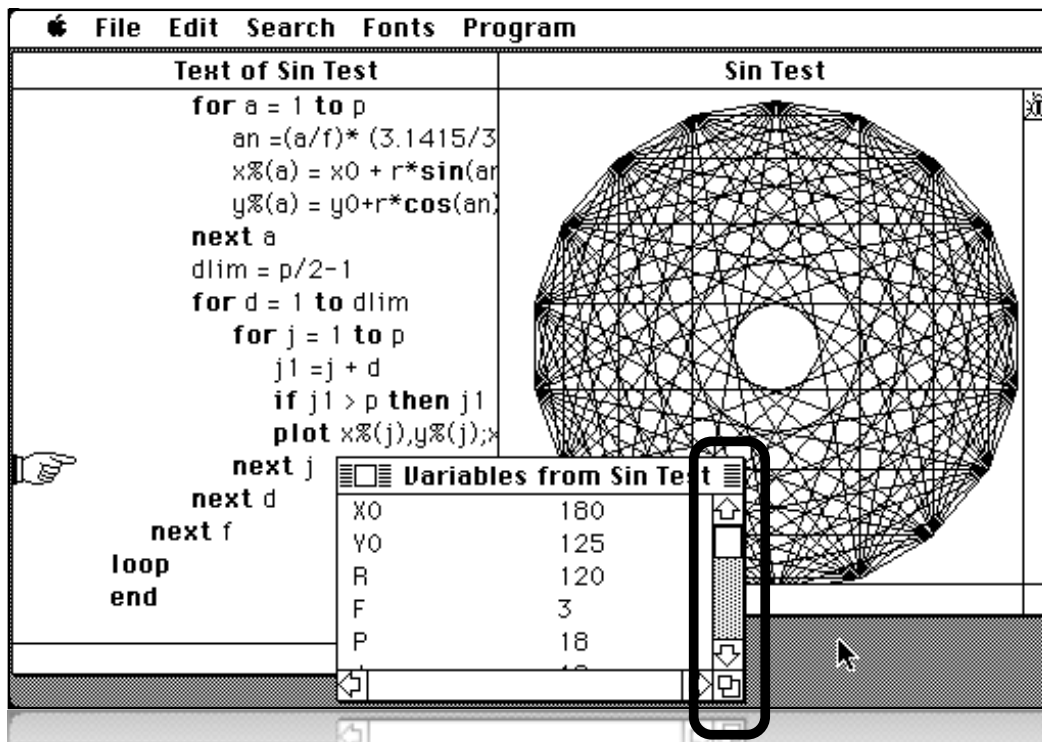 File Edit Search Fonts Program
Text of Sin Test
for a = 1 to p
an =(a/f)* (3.1415/3
x%(a) = x0 + r*sin(an
y%(a) = y0+r*cos(an)
next a
dlim = p/2-1
for d = 1 to dlim
for j = 1 to p
j1 =j + d
if j1 > p then j1
plot x%(j),y%(j);x
next j
next d
next f
loop
end
Sin Test
Variables from Sin Test
X0 180
Y0 125
R 120
F 3
P 18